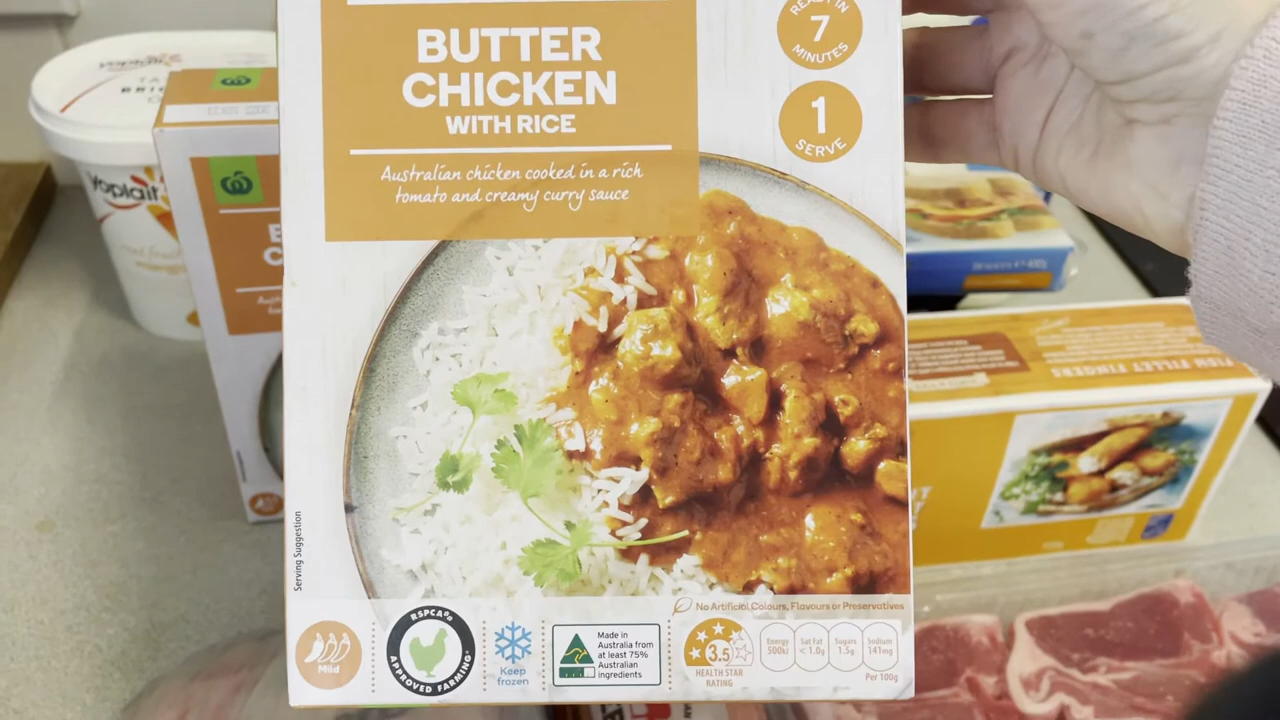 BUTTER
CHICKEN
WITH RICE
Australian chicken cooked in a rich
tomato and creamy curry sauce
READY IN
7
MINUTES
1
SERVE
Serving Suggestion
No Artificial Colours, Flavours or Preservatives
Mild
RSPCA
APPROVED FARMING
Keep
frozen
Made in
Australia from
at least 75%
Australian
ingredients
3.5
HEALTH STAR
RATING
Energy
500kJ
Sat Fat
< 1.0g
Sugars
1.5g
Sodium
141mg
Per 100g
Yoplait
FISH FILLET FINGERS